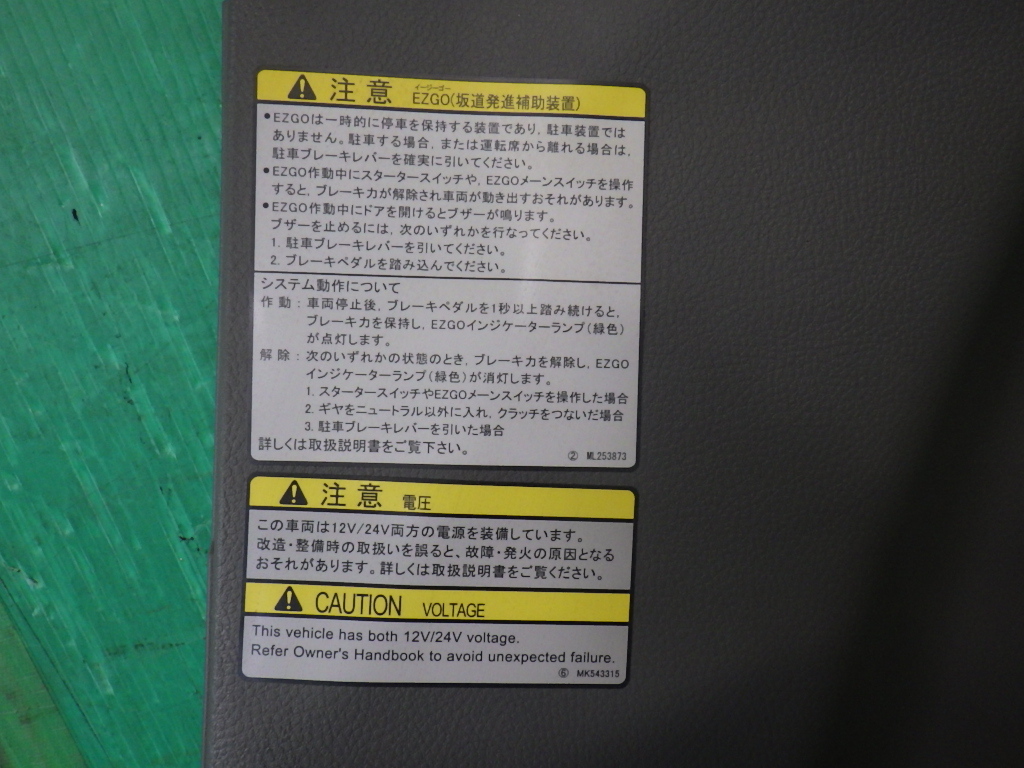 注意 EZGO(坂道発進補助装置)
イージーゴー
●EZGOは一時的に停車を保持する装置であり,駐車装置では
ありません。駐車する場合,または運転席から離れる場合は,
駐車ブレーキレバーを確実に引いてください。
●EZGO作動中にスタータースイッチや,EZGOメーンスイッチを操作
すると,ブレーキ力が解除され車両が動き出すおそれがあります。
●EZGO作動中にドアを開けるとブザーが鳴ります。
ブザーを止めるには,次のいずれかを行なってください。
1. 駐車ブレーキレバーを引いてください。
2. ブレーキペダルを踏み込んでください。
システム動作について
作動:車両停止後,ブレーキペダルを1秒以上踏み続けると,
ブレーキ力を保持し,EZGOインジケーターランプ(緑色)
が点灯します。
解除:次のいずれかの状態のとき,ブレーキ力を解除し,EZGO
インジケーターランプ(緑色)が消灯します。
1. スタータースイッチやEZGOメーンスイッチを操作した場合
2. ギヤをニュートラル以外に入れ,クラッチをつないだ場合
3. 駐車ブレーキレバーを引いた場合
詳しくは取扱説明書をご覧下さい。
② ML253873
注意 電圧
この車両は12V/24V両方の電源を装備しています。
改造・整備時の取扱いを誤ると、故障・発火の原因となる
おそれがあります。詳しくは取扱説明書をご覧ください。
CAUTION VOLTAGE
This vehicle has both 12V/24V voltage.
Refer Owner's Handbook to avoid unexpected failure.
⑥ MK543315